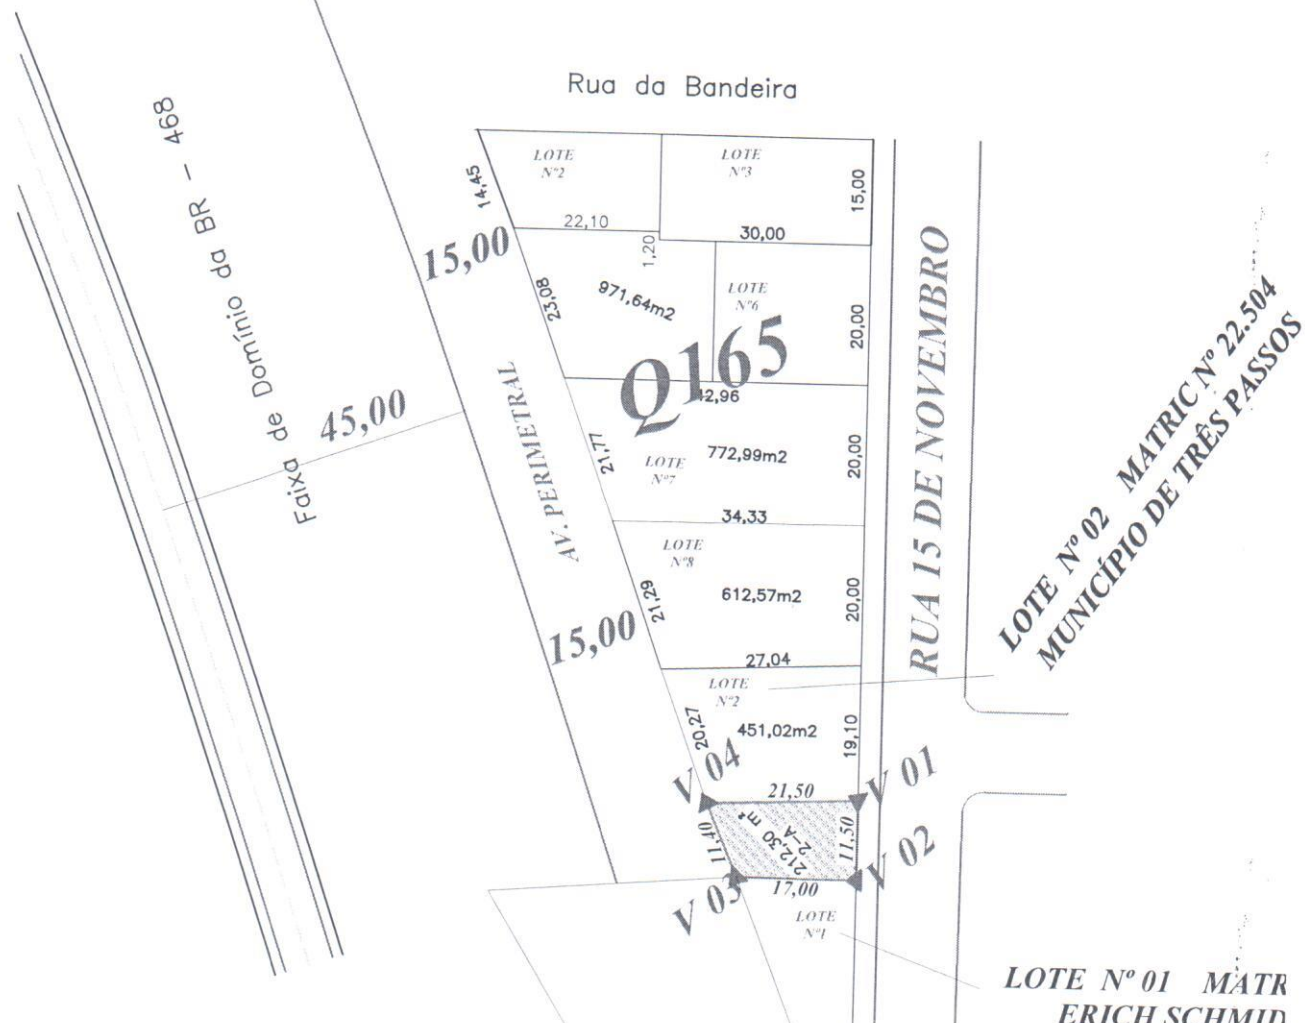 Rua da Bandeira
Faixa de Domínio da BR - 468
LOTE
Nº2
LOTE
Nº3
14,45
15,00
22,10
1,20
30,00
15,00
23,08
971,64m2
LOTE
Nº6
20,00
Q165
42,96
45,00
AV. PERIMETRAL
RUA 15 DE NOVEMBRO
21,77
772,99m2
LOTE
Nº7
20,00
34,33
LOTE
Nº8
21,29
612,57m2
20,00
15,00
27,04
LOTE Nº 02 MATRIC Nº 22.504
MUNICÍPIO DE TRÊS PASSOS
LOTE
Nº2
20,27
451,02m2
19,10
V 04
V 01
21,50
11,40
212,30 m²
2-A
11,50
V 03
V 02
17,00
LOTE
Nº1
LOTE Nº 01 MATR
ERICH SCHMID